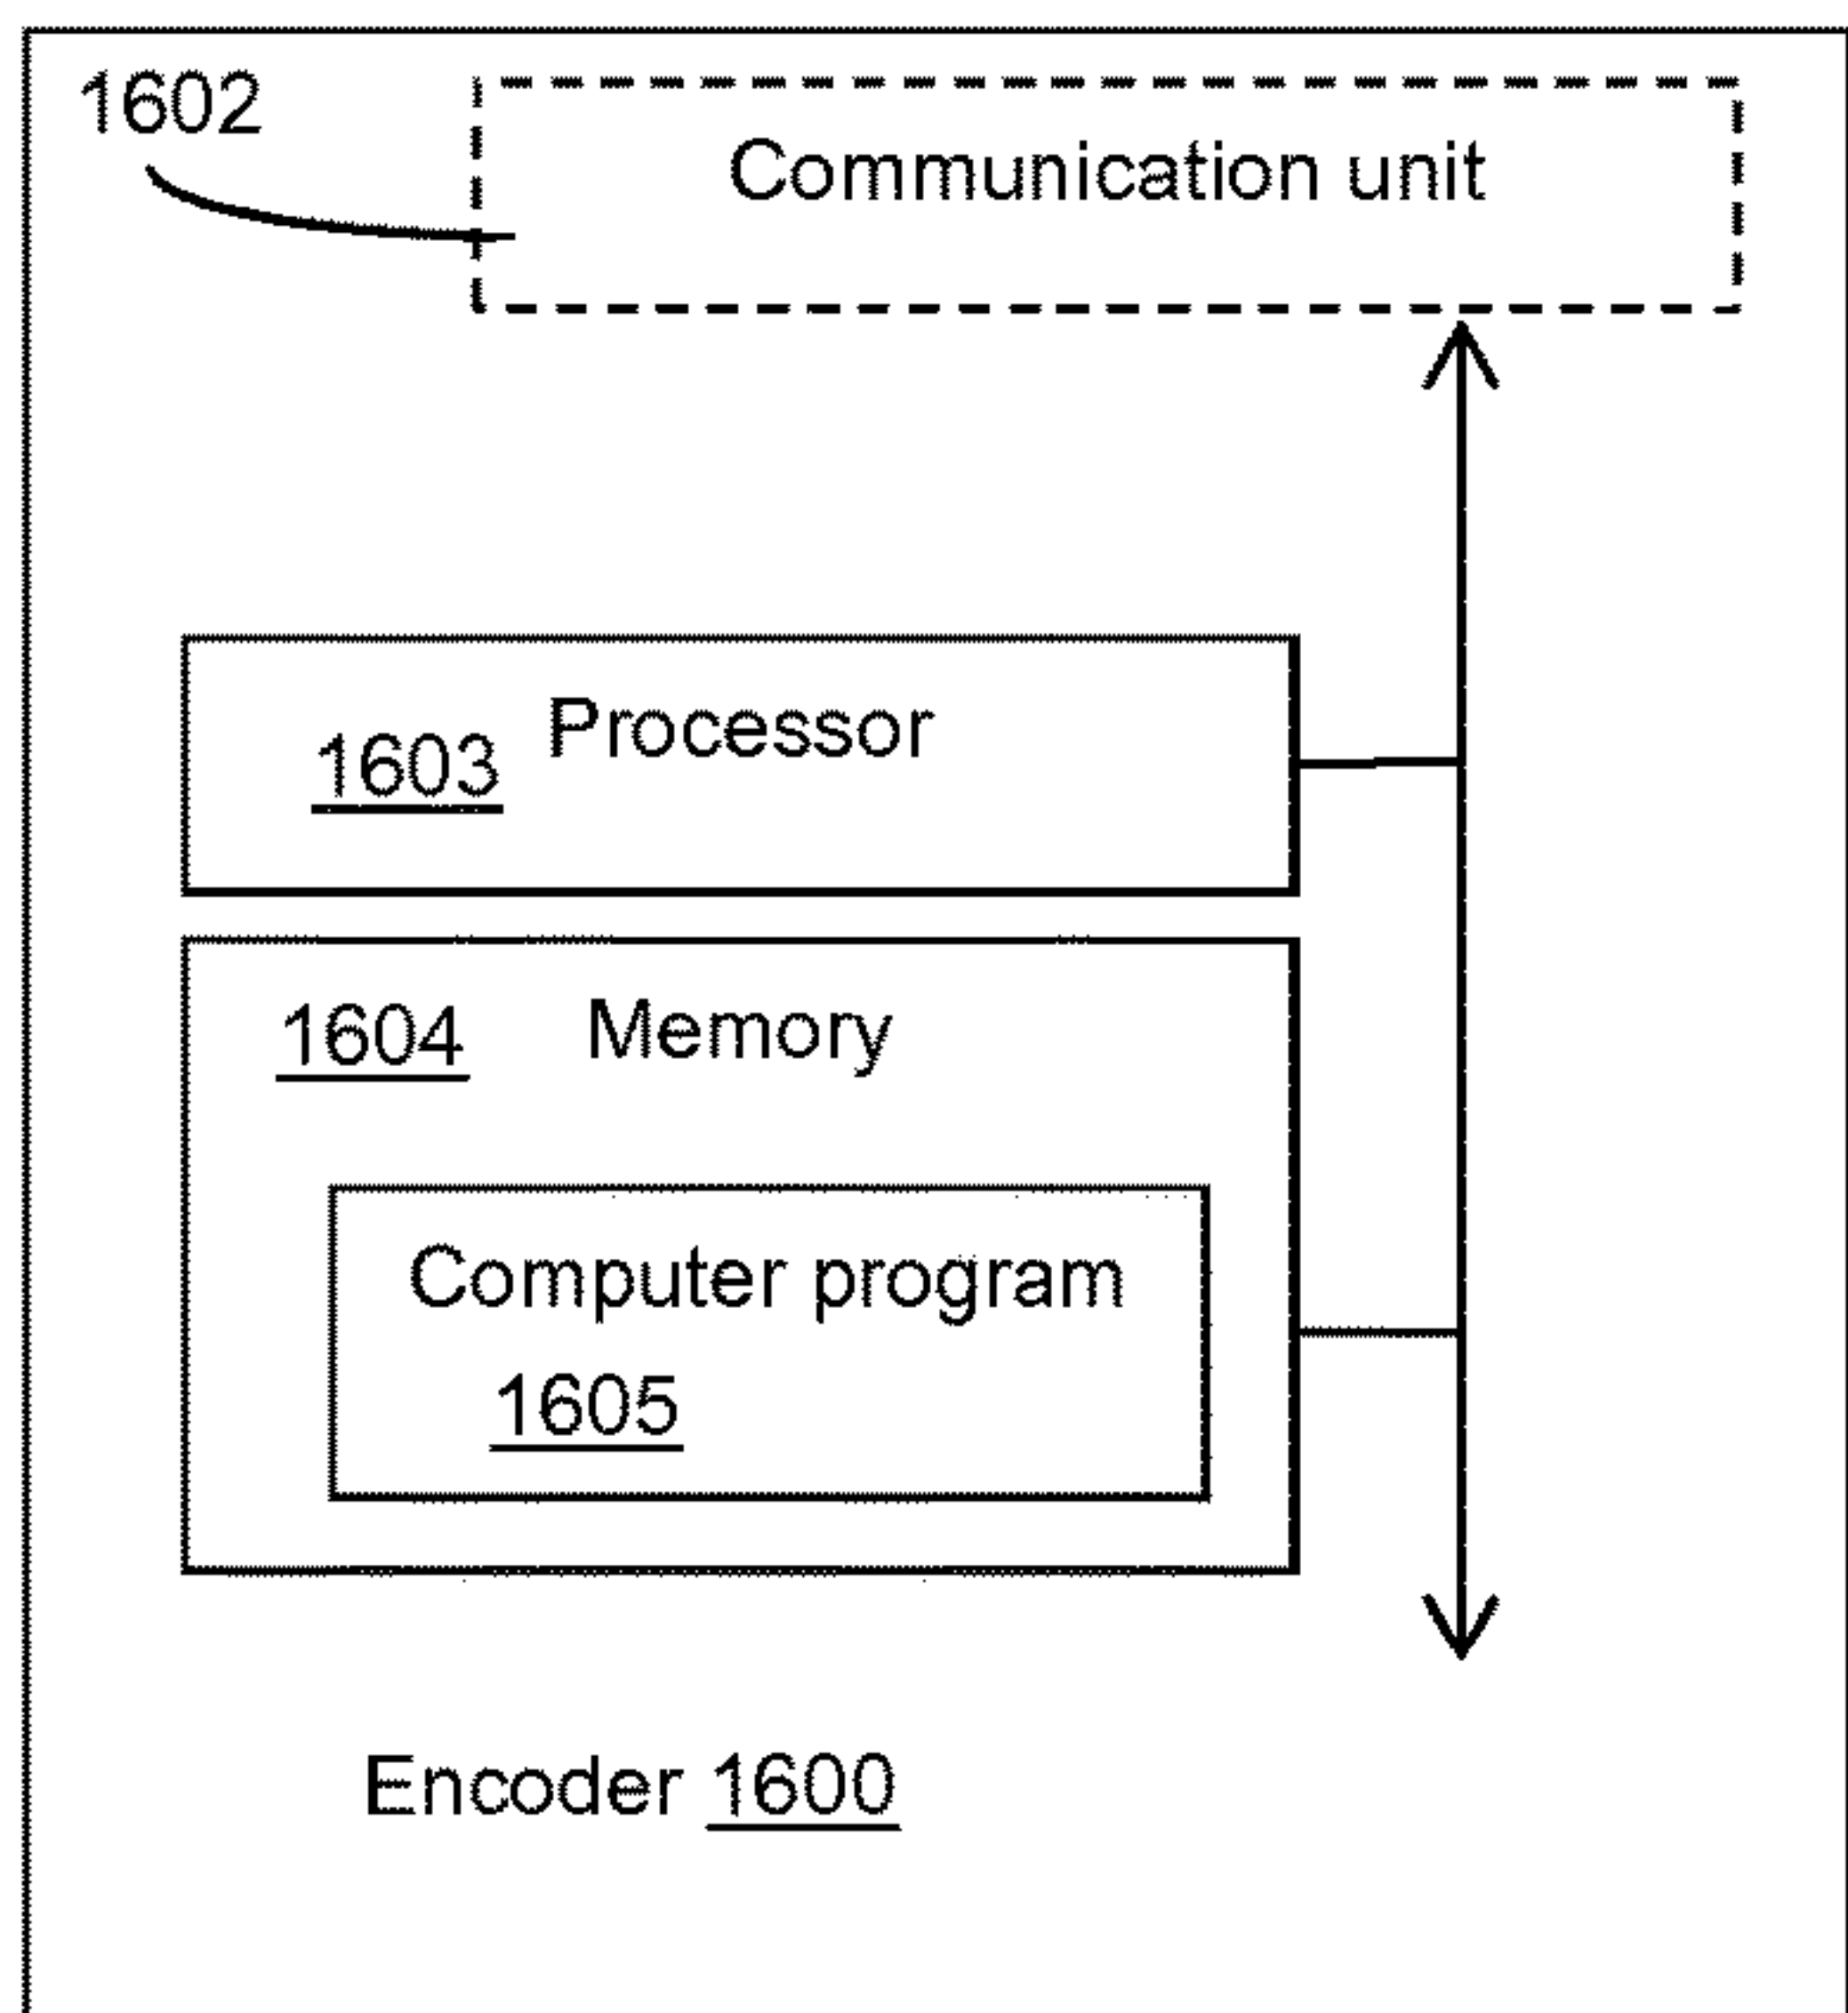 1602
Communication unit
1603 Processor
1604 Memory
Computer program
1605
Encoder 1600